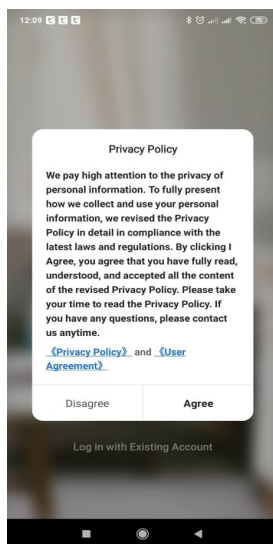 12:09
Privacy Policy
We pay high attention to the privacy of
personal information. To fully present
how we collect and use your personal
information, we revised the Privacy
Policy in detail in compliance with the
latest laws and regulations. By clicking I
Agree, you agree that you have fully read,
understood, and accepted all the content
of the revised Privacy Policy. Please take
your time to read the Privacy Policy. If
you have any questions, please contact
us anytime.
《Privacy Policy》 and 《User
Agreement》
Disagree Agree
Log in with Existing Account